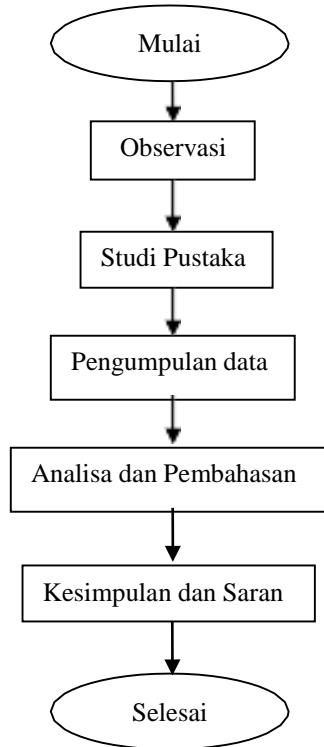 Mulai
Observasi
Studi Pustaka
Pengumpulan data
Analisa dan Pembahasan
Kesimpulan dan Saran
Selesai